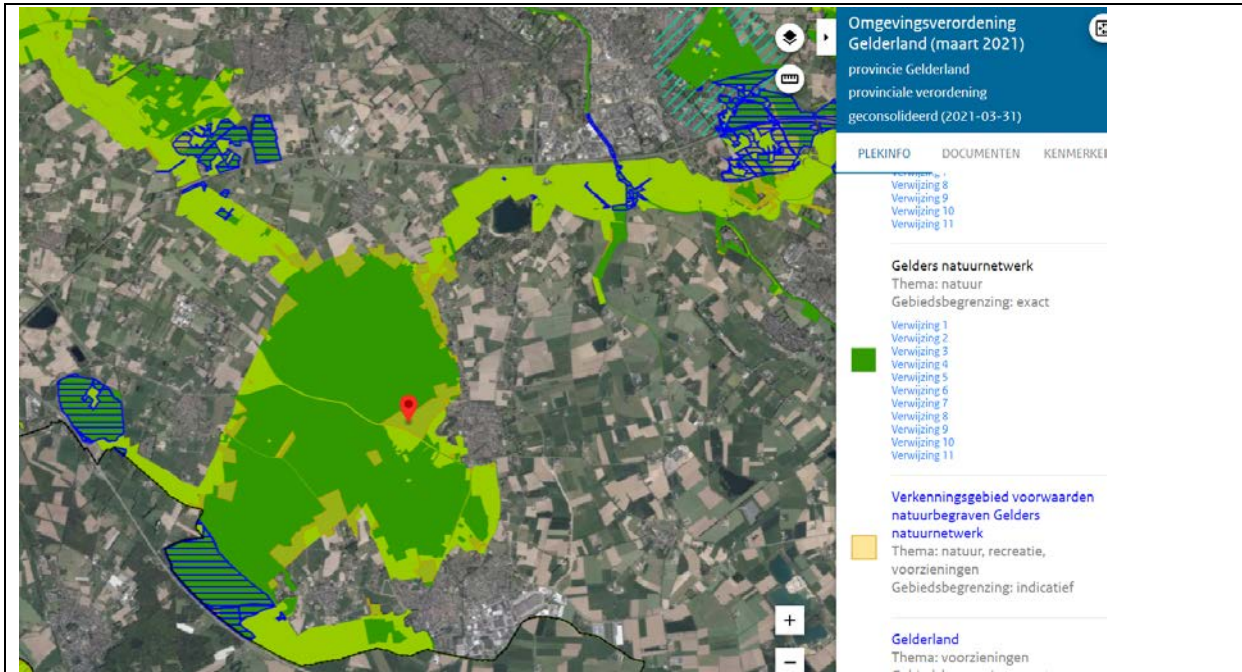 Omgevingsverordening
Gelderland (maart 2021)
provincie Gelderland
provinciale verordening
geconsolideerd (2021-03-31)
PLEKINFO DOCUMENTEN
Verwijzing 8
Verwijzing 9
Verwijzing 10
Verwijzing 11
Gelders natuurnetwerk
Thema: natuur
Gebiedsbegrenzing: exact
Verwijzing 1
Verwijzing 2
Verwijzing 3
Verwijzing 4
Verwijzing 5
Verwijzing 6
Verwijzing 7
Verwijzing 8
Verwijzing 9
Verwijzing 10
Verwijzing 11
Verkenningsgebied voorwaarden
natuurbegraven Gelders
natuurnetwerk
Thema: natuur, recreatie,
voorzieningen
Gebiedsbegrenzing: indicatief
Gelderland
Thema: voorzieningen